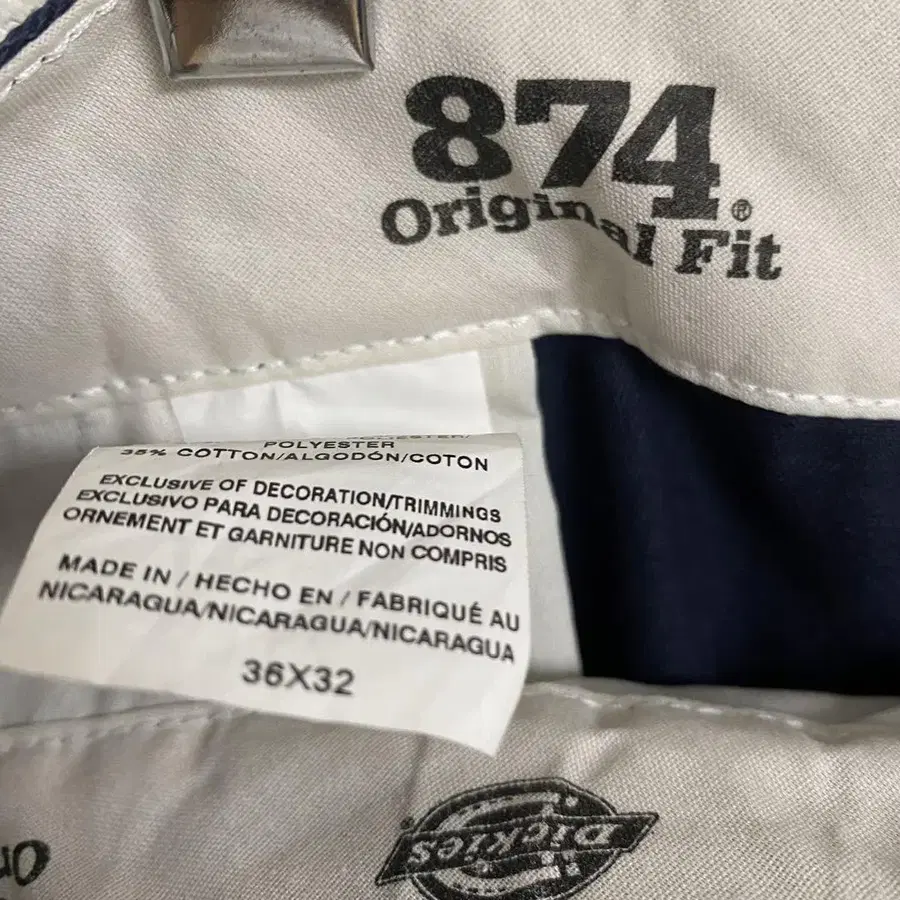 874®
Original Fit
POLYESTER
35% COTTON/ALGODÓN/COTON
EXCLUSIVE OF DECORATION/TRIMMINGS
EXCLUSIVO PARA DECORACIÓN/ADORNOS
ORNEMENT ET GARNITURE NON COMPRIS
MADE IN / HECHO EN / FABRIQUÉ AU
NICARAGUA/NICARAGUA/NICARAGUA
36X32
Dickies